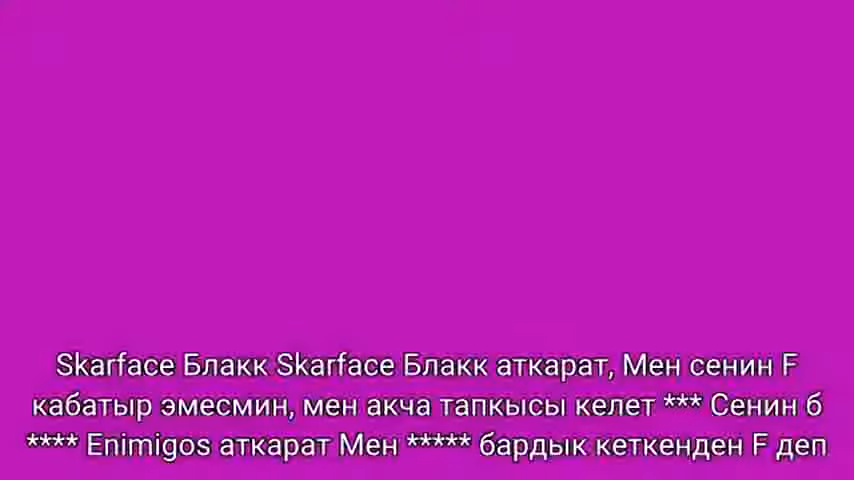 Skarface Блакк Skarface Блакк аткарат, Мен сенин F
кабатыр эмесмин, мен акча тапкысы келет *** Сенин б
**** Enimigos аткарат Мен ***** бардык кеткенден F деп